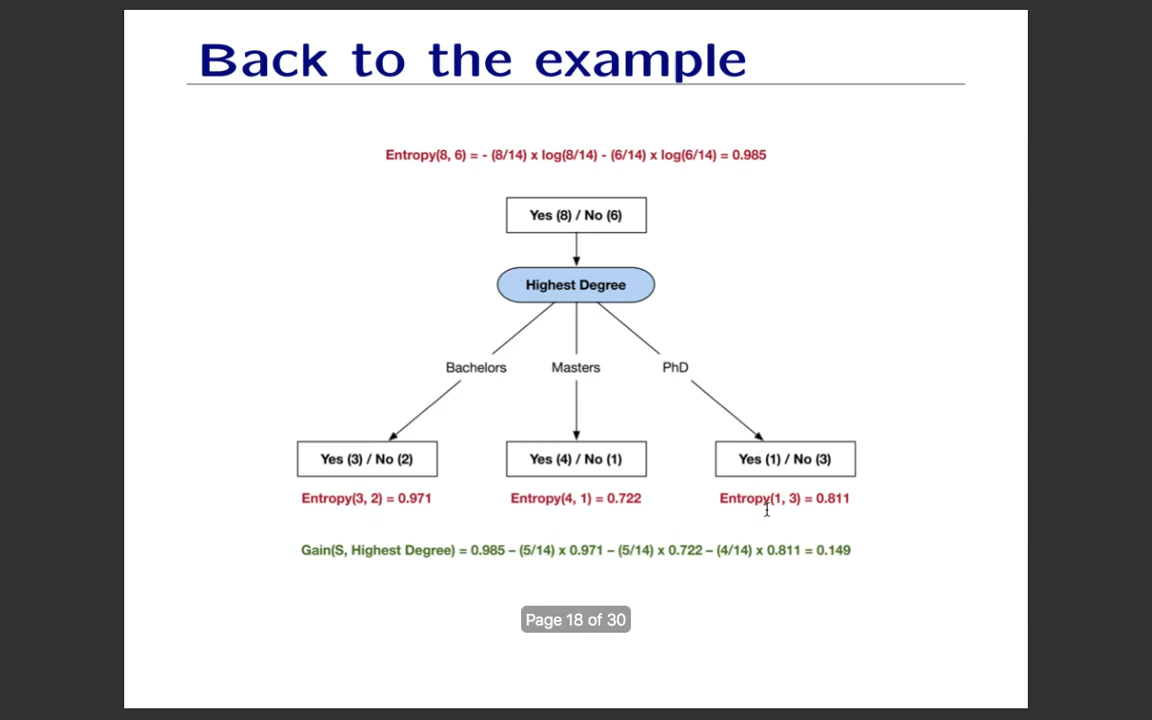 Back to the example
Entropy(8, 6) = - (8/14) x log(8/14) - (6/14) x log(6/14) = 0.985
Yes (8) / No (6)
Highest Degree
Bachelors Masters PhD
Yes (3) / No (2) Yes (4) / No (1) Yes (1) / No (3)
Entropy(3, 2) = 0.971 Entropy(4, 1) = 0.722 Entropy(1, 3) = 0.811
Gain(S, Highest Degree) = 0.985 – (5/14) x 0.971 – (5/14) x 0.722 – (4/14) x 0.811 = 0.149
Page 18 of 30